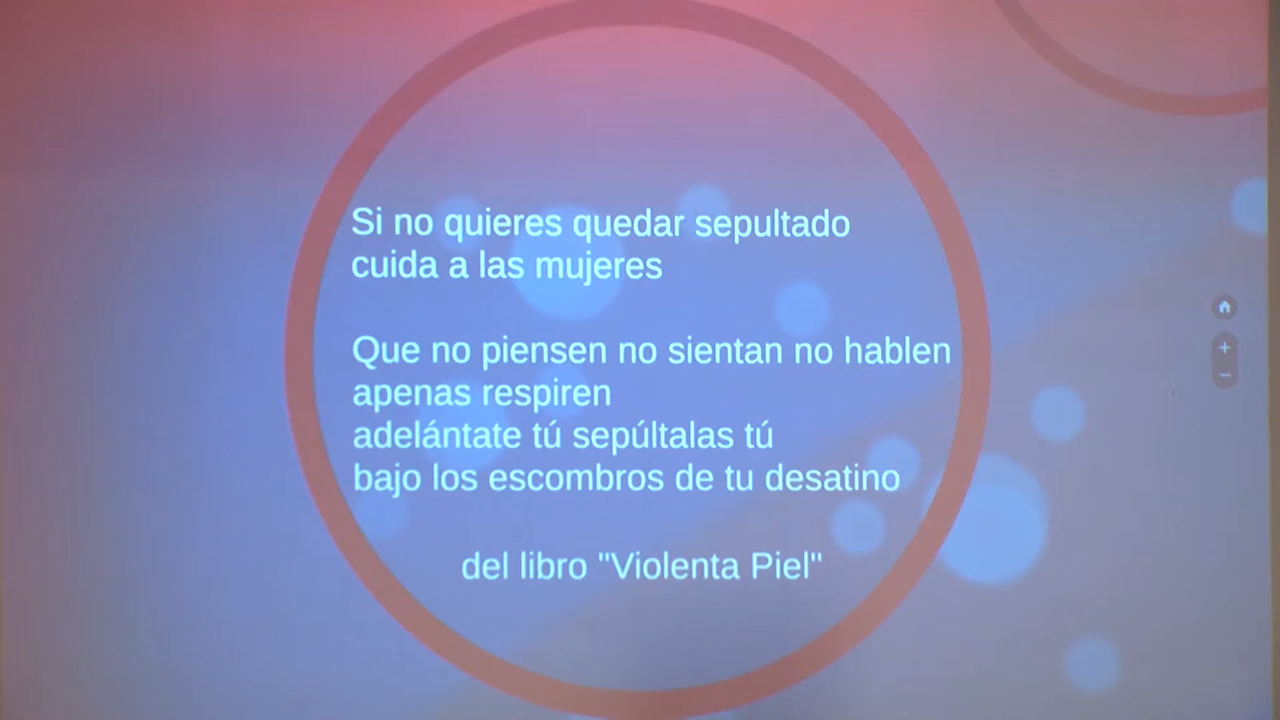 Si no quieres quedar sepultado
cuida a las mujeres
Que no piensen no sientan no hablen
apenas respiren
adelántate tú sepúltalas tú
bajo los escombros de tu desatino
del libro "Violenta Piel"